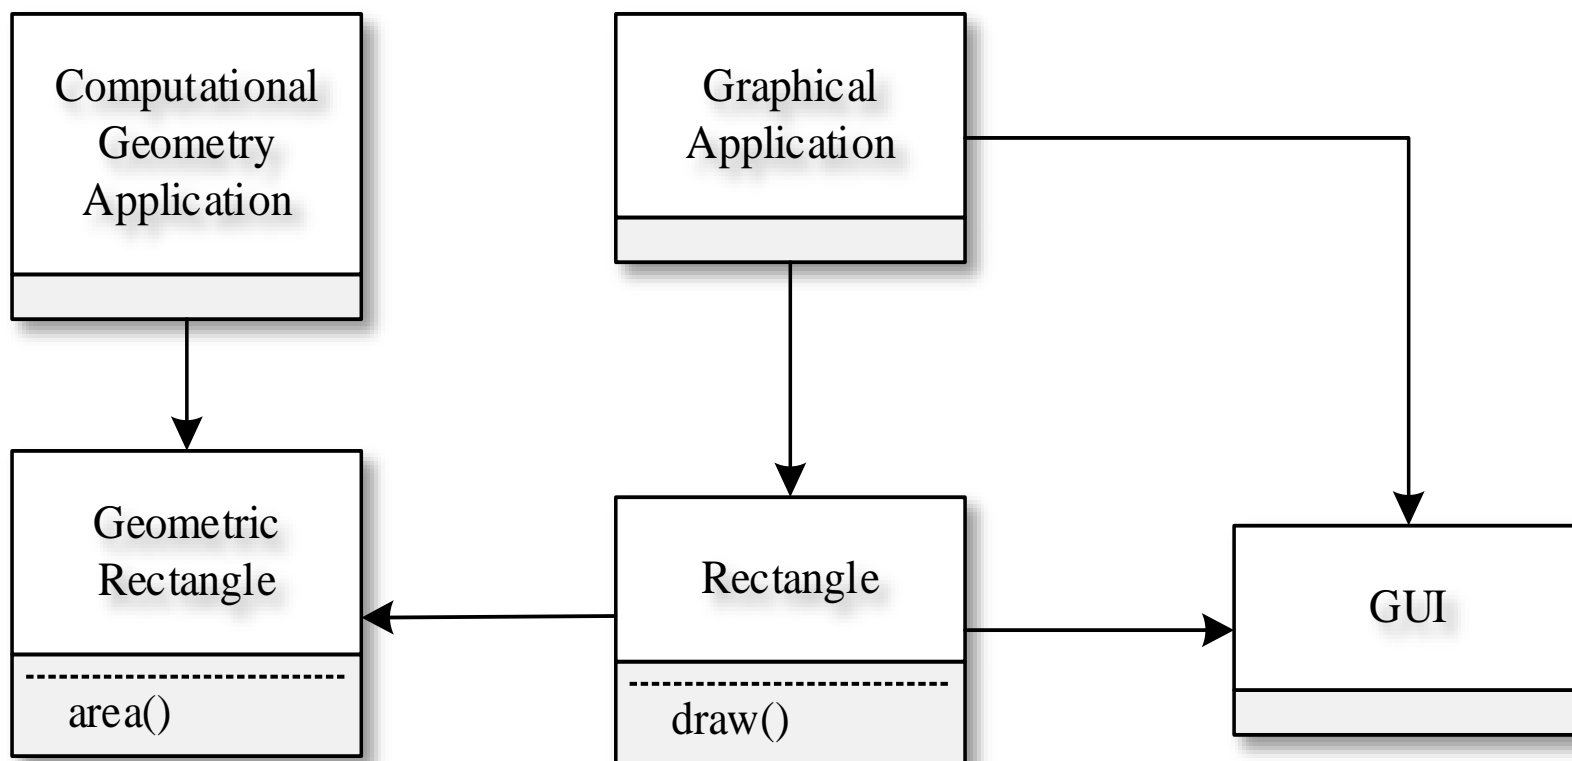 Computational
Geometry
Application
Graphical
Application
Geometric
Rectangle
area()
Rectangle
draw()
GUI